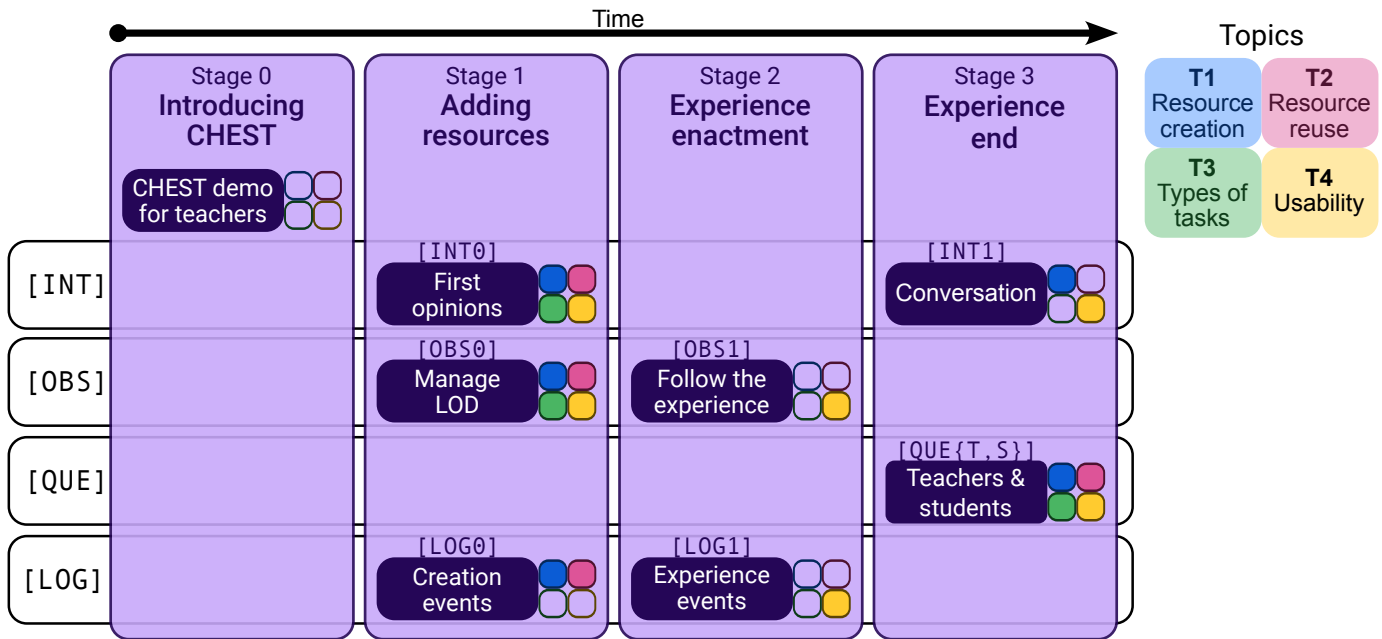 Time
Stage 0
Introducing
CHEST
Stage 1
Adding
resources
Stage 2
Experience
enactment
Stage 3
Experience
end
Topics
T1
Resource
creation
T2
Resource
reuse
T3
Types of
tasks
T4
Usability
CHEST demo
for teachers
[INT]
[INT0]
First
opinions
[INT1]
Conversation
[OBS]
[OBS0]
Manage
LOD
[OBS1]
Follow the
experience
[QUE]
[QUE{T,S}]
Teachers &
students
[LOG]
[LOG0]
Creation
events
[LOG1]
Experience
events